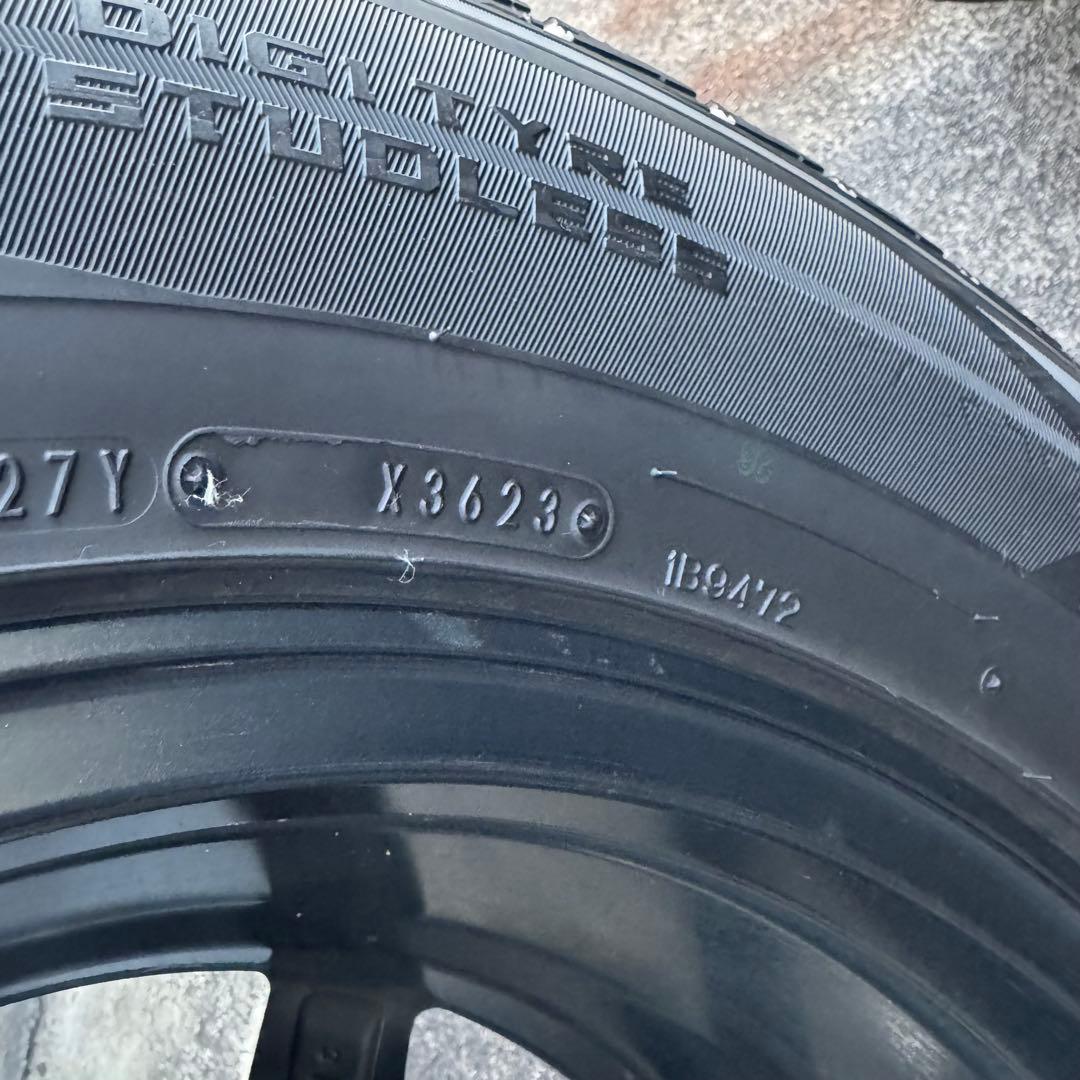 DIGITYRE
STUDLESS
27Y X3623
1B9472